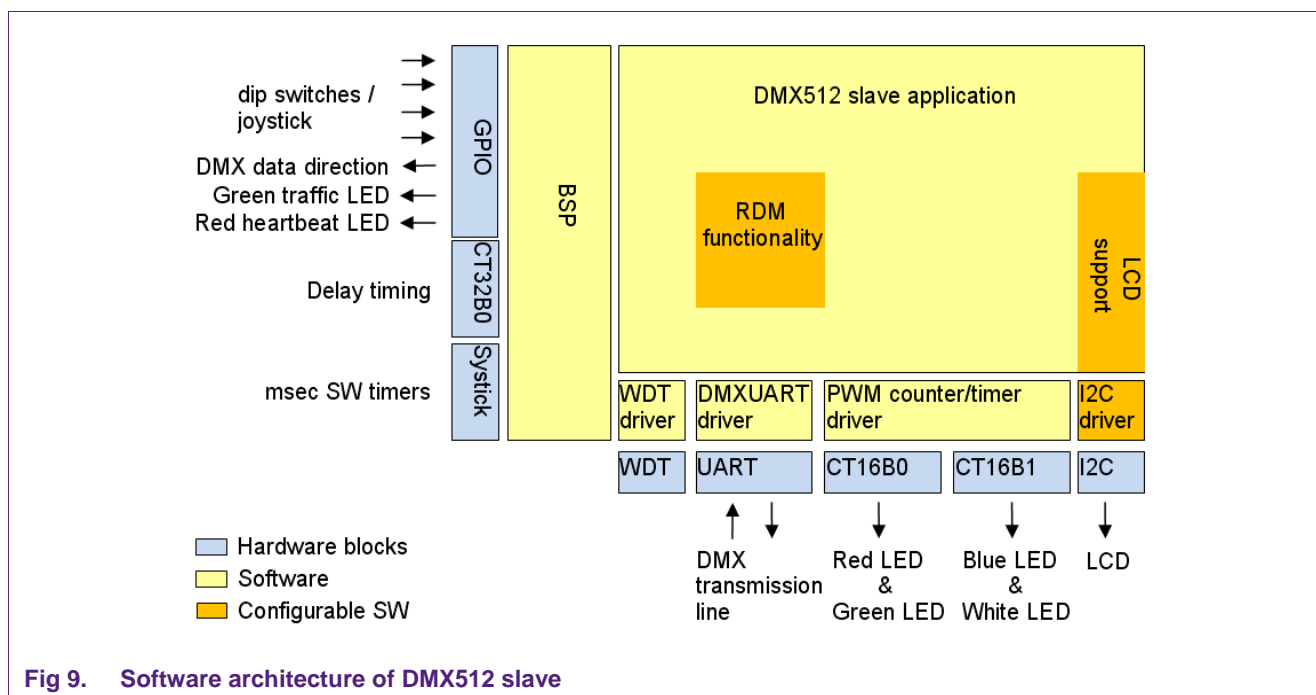 dip switches /
joystick
DMX data direction
Green traffic LED
Red heartbeat LED
Delay timing
msec SW timers
GPIO
CT32B0
Systick
BSP
DMX512 slave application
RDM
functionality
LCD
support
WDT
driver
DMXUART
driver
PWM counter/timer
driver
I2C
driver
WDT
UART
CT16B0
CT16B1
I2C
DMX
transmission
line
Red LED
&
Green LED
Blue LED
&
White LED
LCD
Hardware blocks
Software
Configurable SW
Fig 9. Software architecture of DMX512 slave